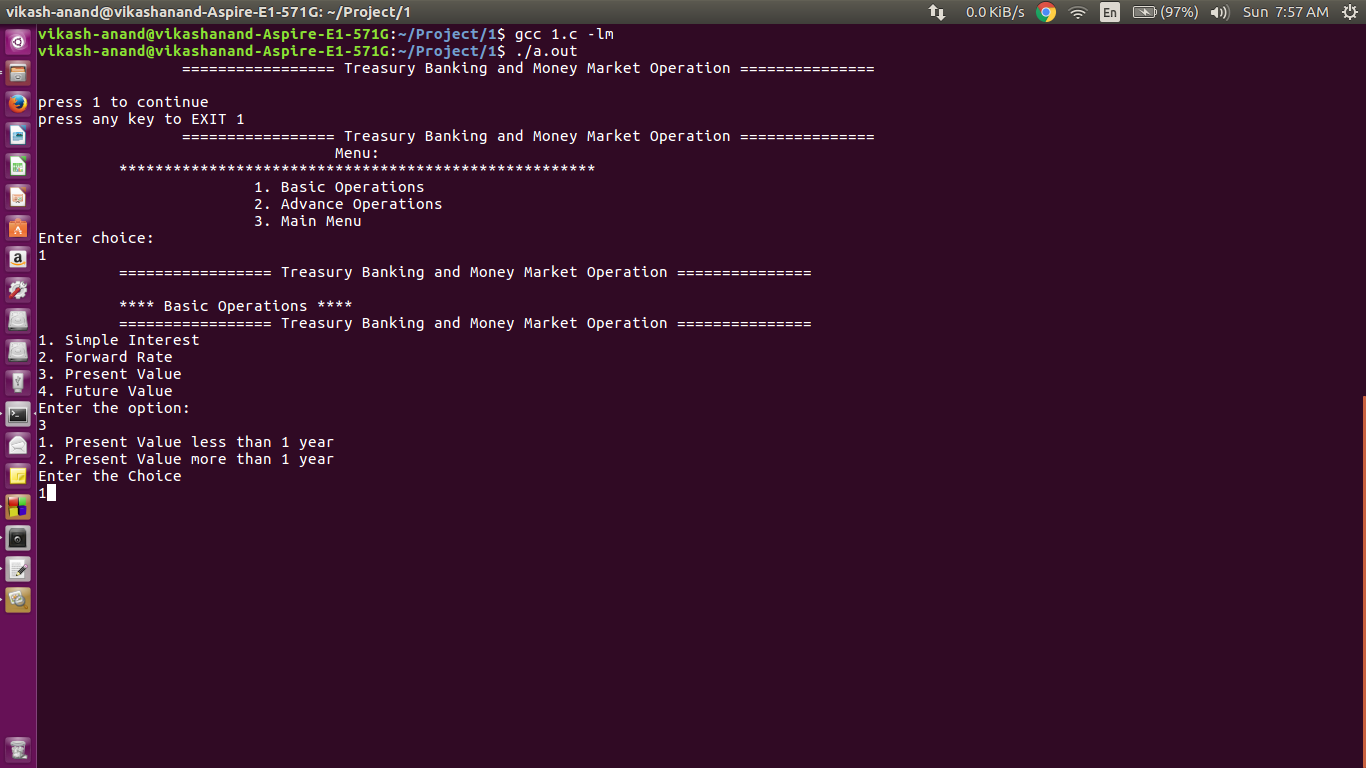 vikash-anand@vikashanand-Aspire-E1-571G: ~/Project/1 0.0 KiB/s En (97%) Sun 7:57 AM
vikash-anand@vikashanand-Aspire-E1-571G:~/Project/1$ gcc 1.c -lm
vikash-anand@vikashanand-Aspire-E1-571G:~/Project/1$ ./a.out
================= Treasury Banking and Money Market Operation ===============
press 1 to continue
press any key to EXIT 1
================= Treasury Banking and Money Market Operation ===============
Menu:
*****************************************************
1. Basic Operations
2. Advance Operations
3. Main Menu
Enter choice:
1
================= Treasury Banking and Money Market Operation ===============
**** Basic Operations ****
================= Treasury Banking and Money Market Operation ===============
1. Simple Interest
2. Forward Rate
3. Present Value
4. Future Value
Enter the option:
3
1. Present Value less than 1 year
2. Present Value more than 1 year
Enter the Choice
1